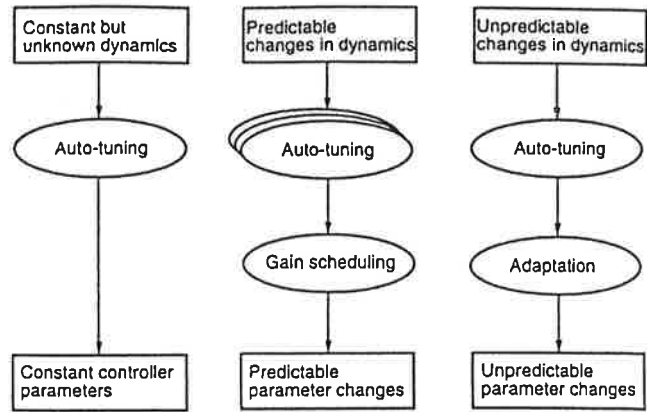 Constant but
unknown dynamics
Predictable
changes in dynamics
Unpredictable
changes in dynamics
Auto-tuning
Auto-tuning
Auto-tuning
Gain scheduling
Adaptation
Constant controller
parameters
Predictable
parameter changes
Unpredictable
parameter changes